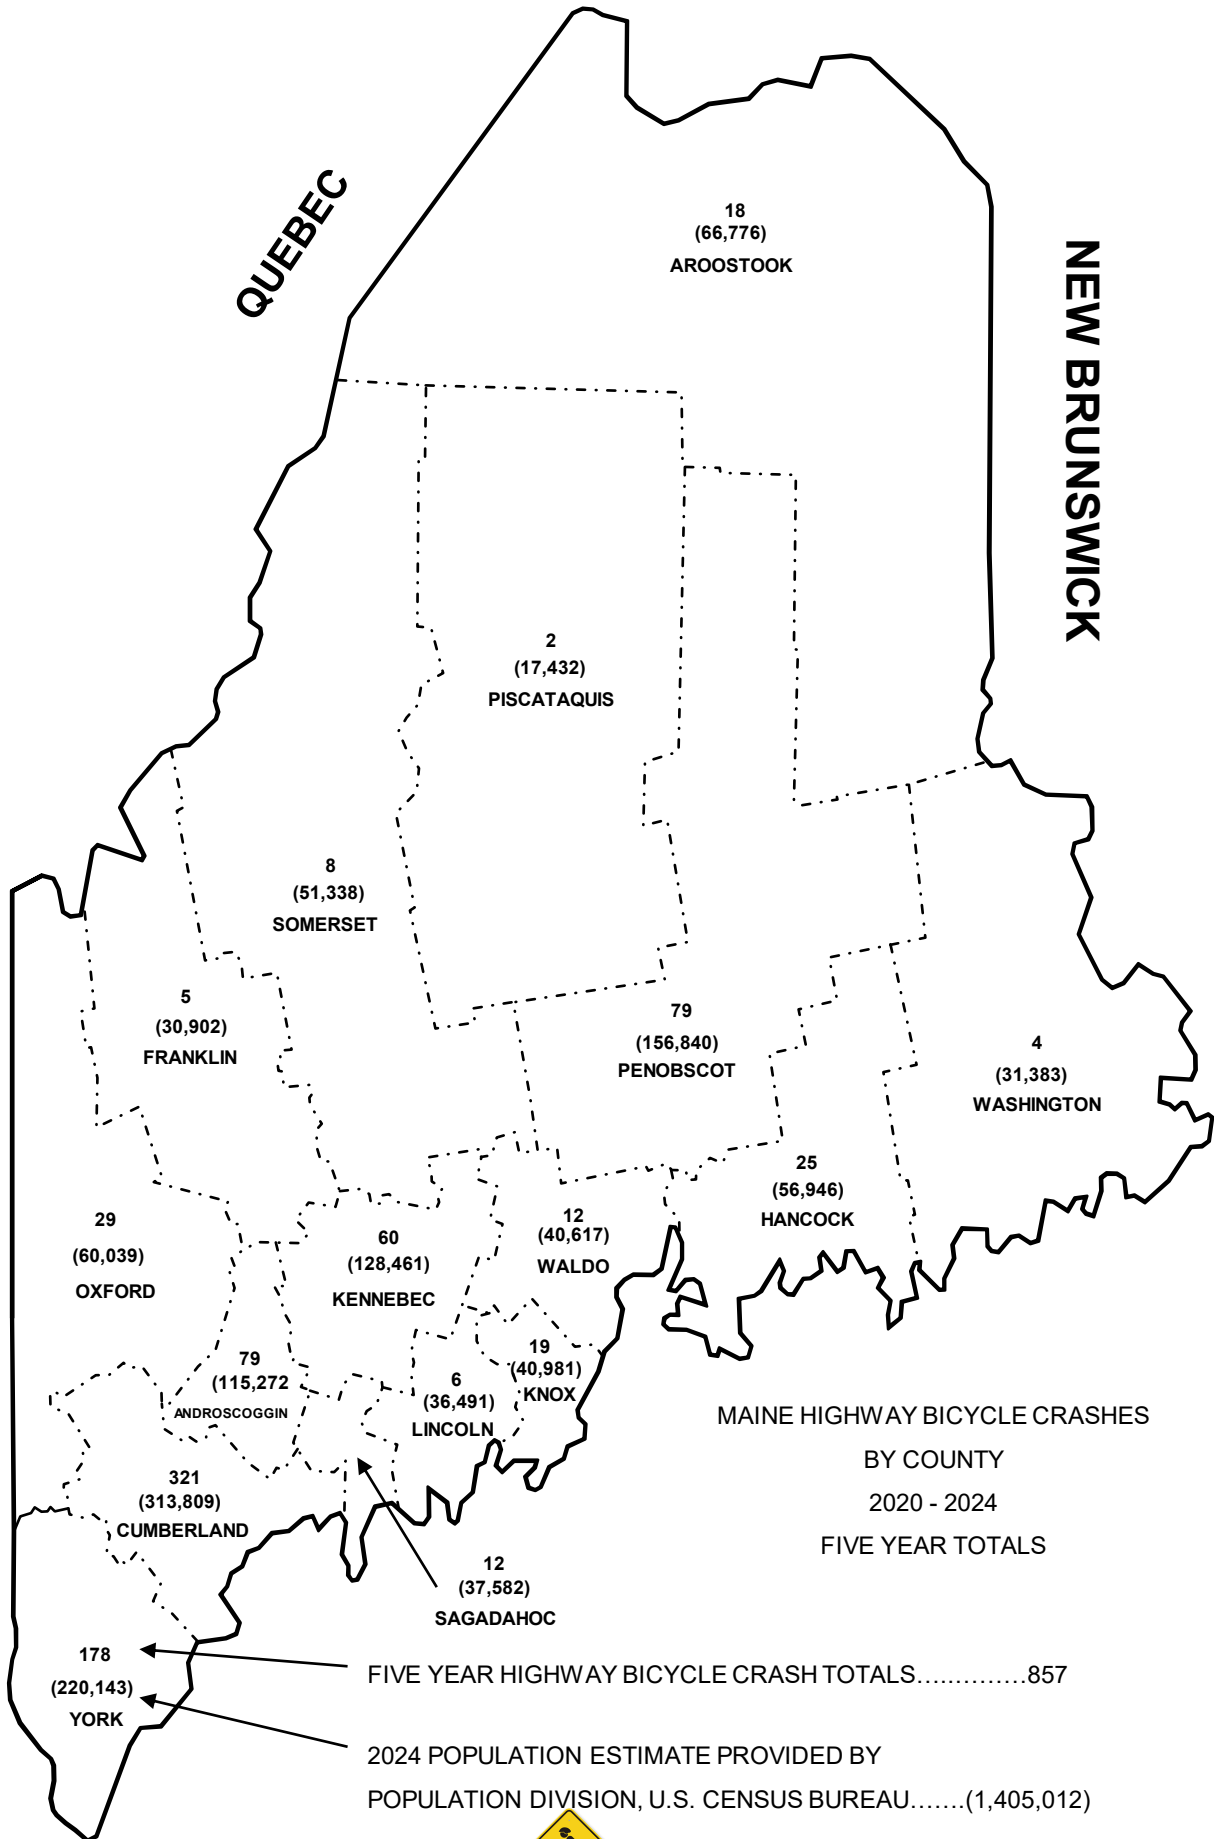 QUEBEC
18
(66,776)
AROOSTOOK
NEW BRUNSWICK
2
(17,432)
PISCATAQUIS
8
(51,338)
SOMERSET
5
(30,902)
FRANKLIN
79
(156,840)
PENOBSCOT
4
(31,383)
WASHINGTON
25
(56,946)
HANCOCK
29
(60,039)
OXFORD
60
(128,461)
KENNEBEC
12
(40,617)
WALDO
79
(115,272
ANDROSCOGGIN
6
(36,491)
LINCOLN
19
(40,981)
KNOX
MAINE HIGHWAY BICYCLE CRASHES
BY COUNTY
2020 - 2024
FIVE YEAR TOTALS
321
(313,809)
CUMBERLAND
12
(37,582)
SAGADAHOC
178
(220,143)
YORK
FIVE YEAR HIGHWAY BICYCLE CRASH TOTALS..............857
2024 POPULATION ESTIMATE PROVIDED BY
POPULATION DIVISION, U.S. CENSUS BUREAU.......(1,405,012)